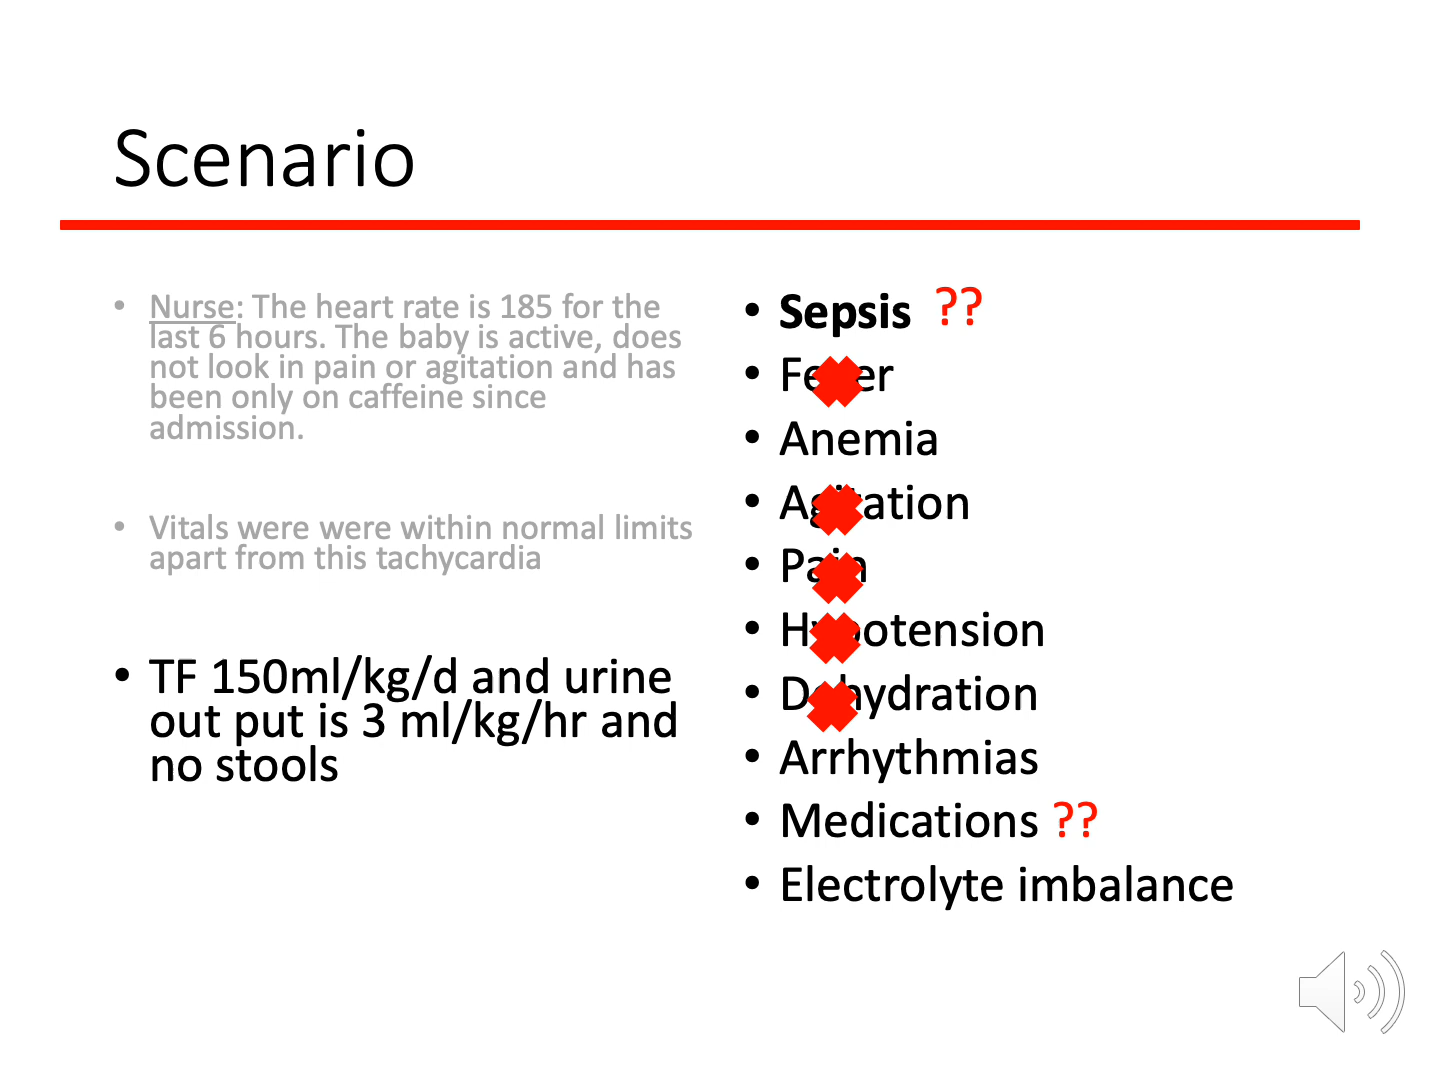 Scenario
• Nurse: The heart rate is 185 for the
last 6 hours. The baby is active, does
not look in pain or agitation and has
been only on caffeine since
admission.
• Vitals were were within normal limits
apart from this tachycardia
• TF 150ml/kg/d and urine
out put is 3 ml/kg/hr and
no stools
• Sepsis ??
• Fever
• Anemia
• Agitation
• Pain
• Hypotension
• Dehydration
• Arrhythmias
• Medications ??
• Electrolyte imbalance